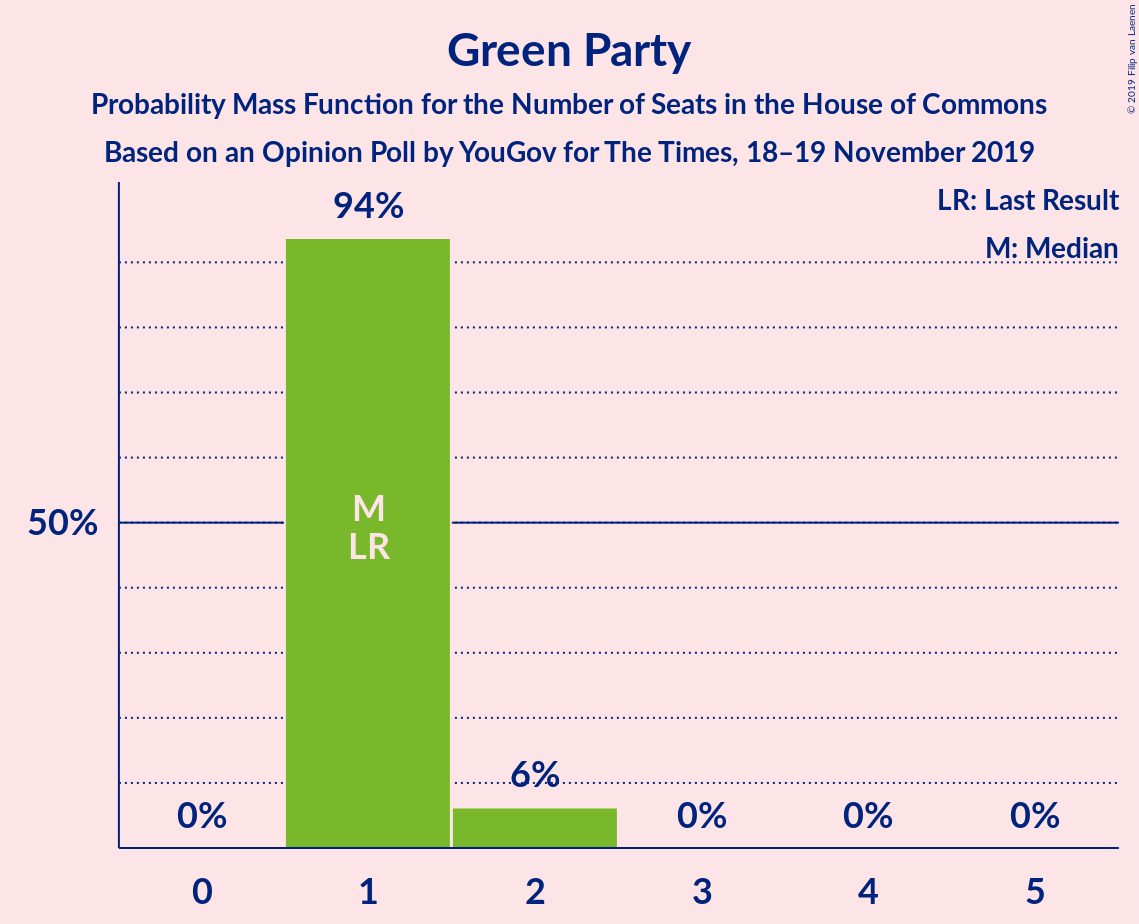 Green Party
Probability Mass Function for the Number of Seats in the House of Commons
Based on an Opinion Poll by YouGov for The Times, 18–19 November 2019
© 2019 Filip van Laenen
LR: Last Result
M: Median
94%
50%
M
LR
6%
0%
0%
0%
0%
0 1 2 3 4 5